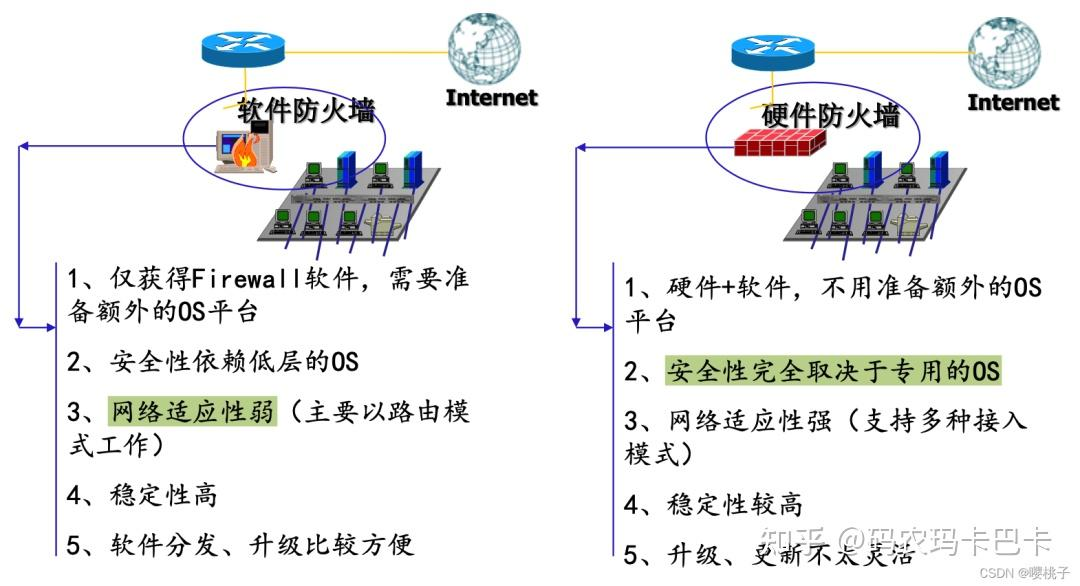 软件防火墙
Internet
1、仅获得Firewall软件，需要准
备额外的OS平台
2、安全性依赖低层的OS
3、网络适应性弱（主要以路由模
式工作）
4、稳定性高
5、软件分发、升级比较方便
硬件防火墙
Internet
1、硬件+软件，不用准备额外的OS
平台
2、安全性完全取决于专用的OS
3、网络适应性强（支持多种接入
模式）
4、稳定性较高
5、升级、更新不太灵活
知乎 @码农玛卡巴卡
CSDN @嘤桃子